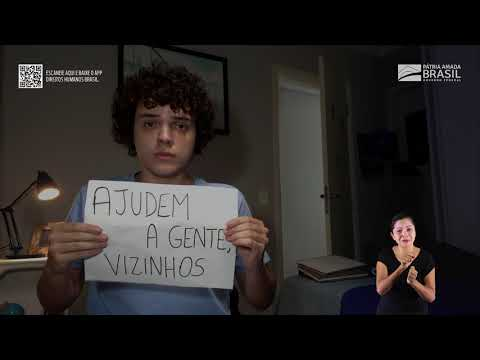 ESCANEIE AQUI E BAIXE O APP
DIREITOS HUMANOS BRASIL.
PÁTRIA AMADA
BRASIL
GOVERNO FEDERAL
AJUDEM
A GENTE,
VIZINHOS